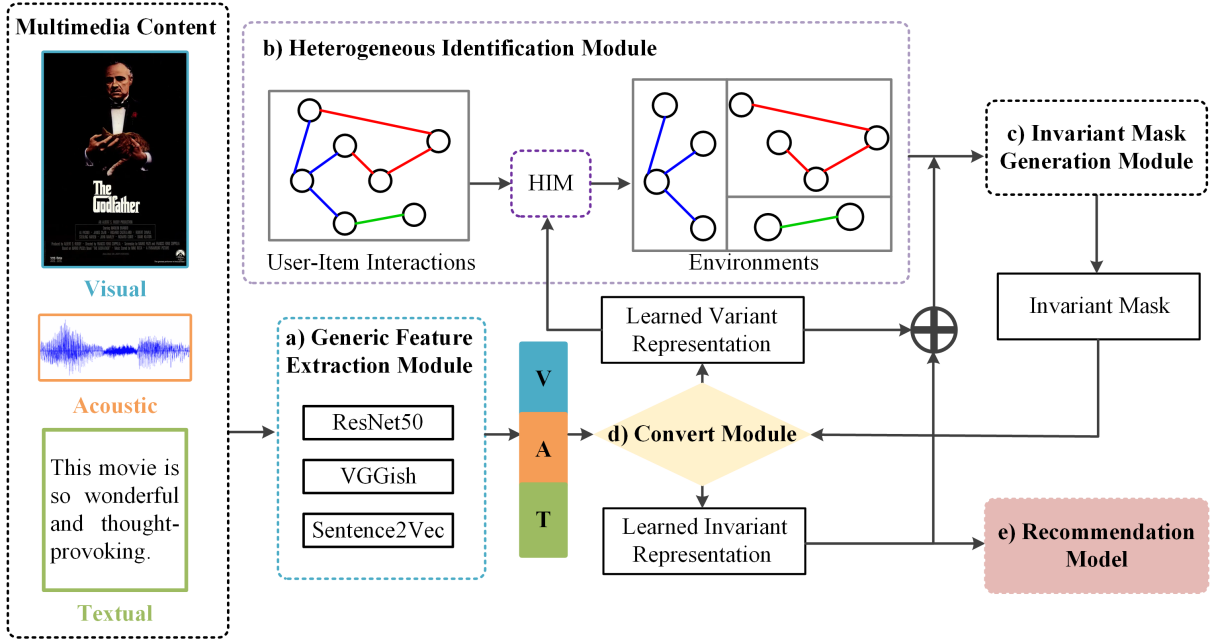 Multimedia Content
The
Godfather
Visual
Acoustic
This movie is
so wonderful
and thought-
provoking.
Textual
b) Heterogeneous Identification Module
User-Item Interactions
HIM
Environments
a) Generic Feature
Extraction Module
ResNet50
VGGish
Sentence2Vec
V
A
T
Learned Variant
Representation
d) Convert Module
Learned Invariant
Representation
c) Invariant Mask
Generation Module
Invariant Mask
e) Recommendation
Model